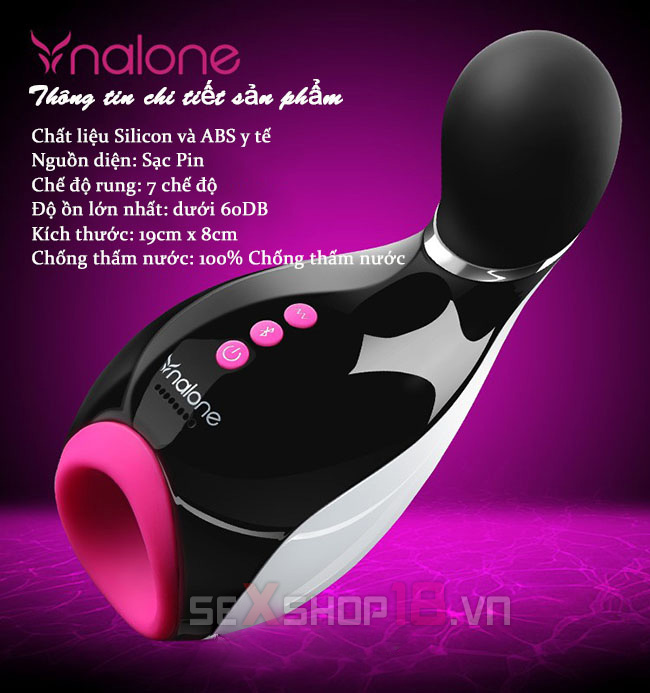 nalone
Thông tin chi tiết sản phẩm
Chất liệu Silicon và ABS y tế
Nguồn diện: Sạc Pin
Chế độ rung: 7 chế độ
Độ ồn lớn nhất: dưới 60DB
Kích thước: 19cm x 8cm
Chống thấm nước: 100% Chống thấm nước
nalone
sexshop18.vn